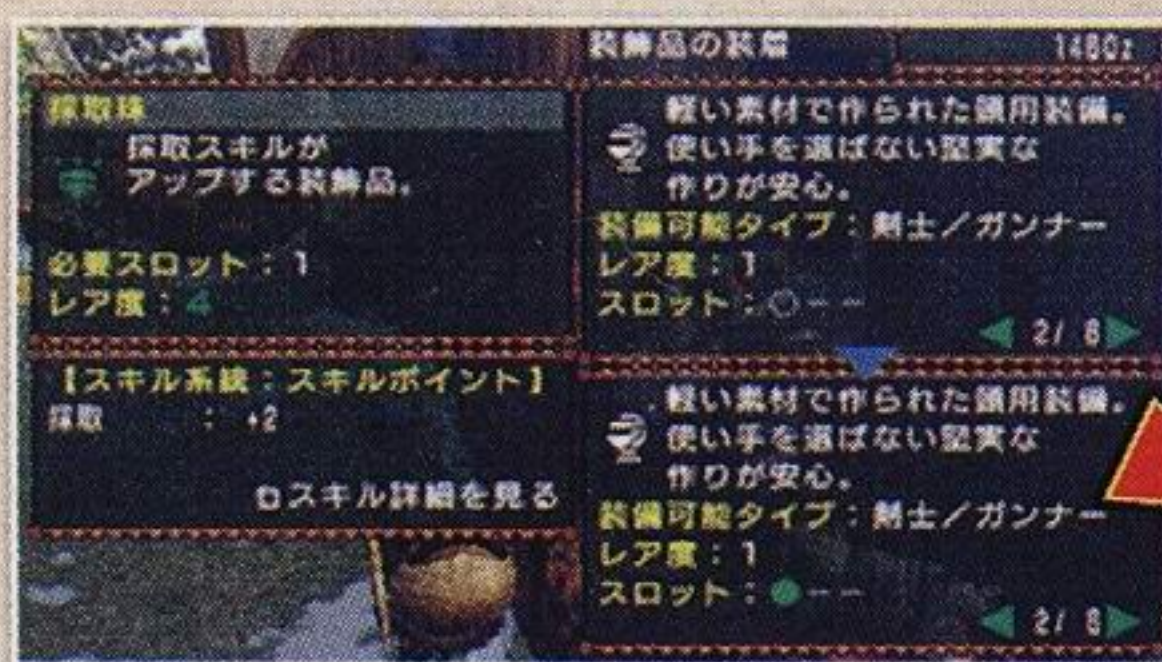 装飾品の装着
1480z
採取珠
採取スキルが
アップする装飾品。
必要スロット：1
レア度：4
【スキル系統：スキルポイント】
採取 ： +2
スキル詳細を見る
軽い素材で作られた頭用装備。
使い手を選ばない堅実な
作りが安心。
装備可能タイプ：剣士／ガンナー
レア度：1
スロット：○--
2/ 8
軽い素材で作られた頭用装備。
使い手を選ばない堅実な
作りが安心。
装備可能タイプ：剣士／ガンナー
レア度：1
スロット：●--
2/ 8